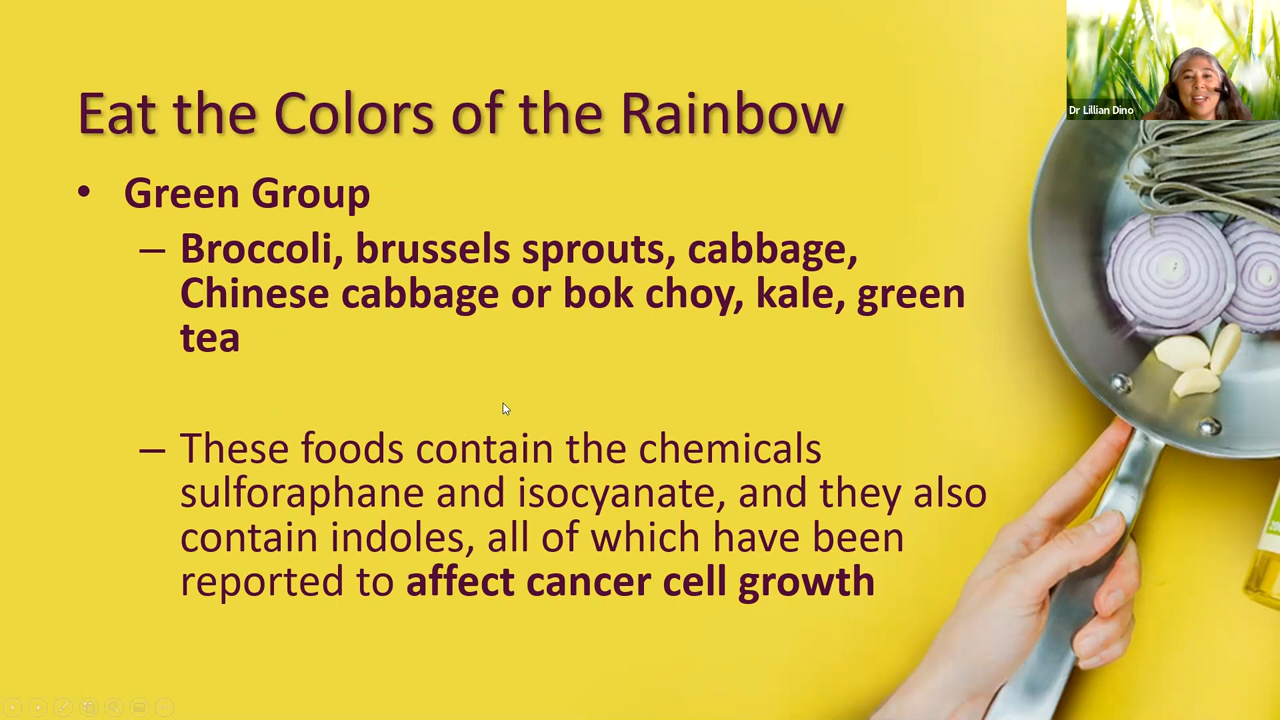 Dr Lillian Dino
Eat the Colors of the Rainbow
• Green Group
– Broccoli, brussels sprouts, cabbage,
Chinese cabbage or bok choy, kale, green
tea
– These foods contain the chemicals
sulforaphane and isocyanate, and they also
contain indoles, all of which have been
reported to affect cancer cell growth